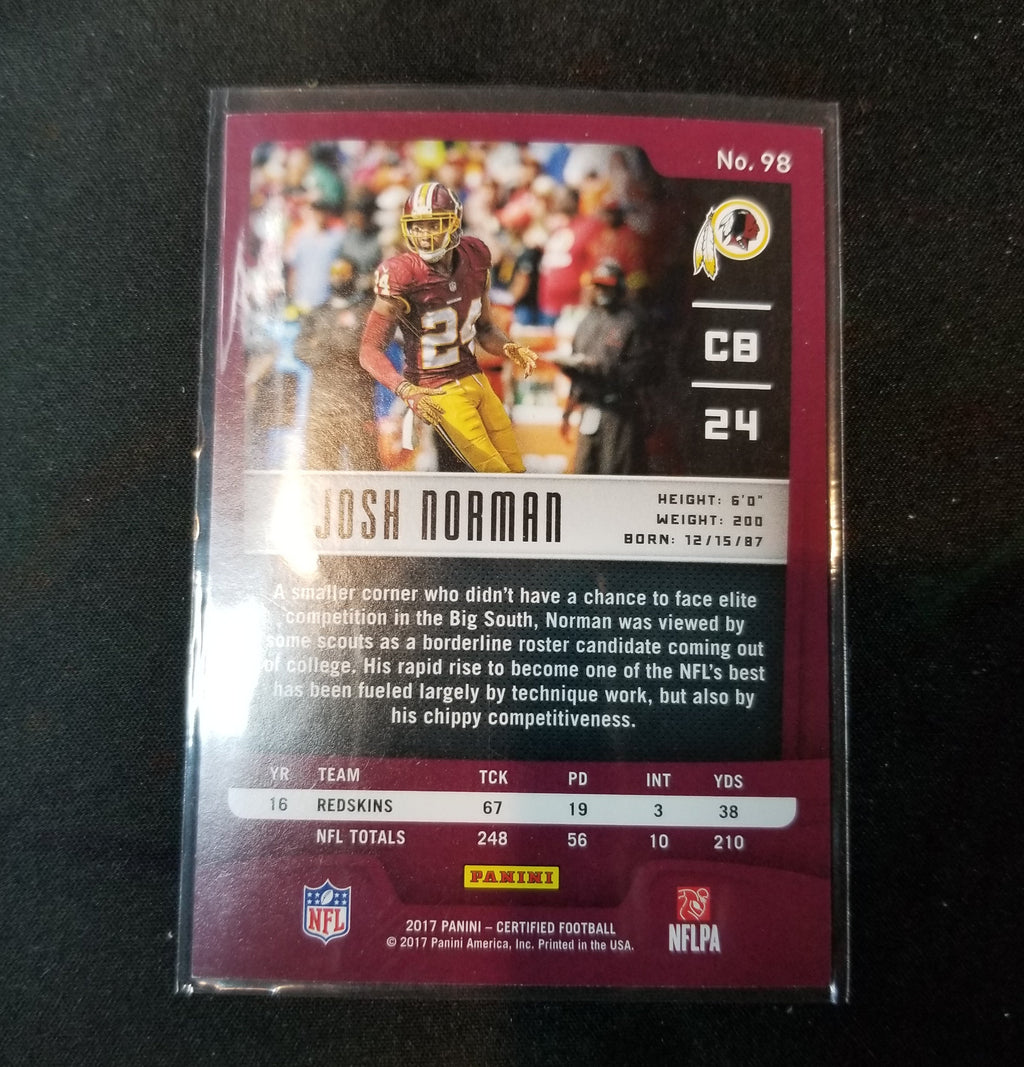 No. 98
24
24
CB
24
JOSH NORMAN
HEIGHT: 6'0"
WEIGHT: 200
BORN: 12/15/87
A smaller corner who didn't have a chance to face elite
competition in the Big South, Norman was viewed by
some scouts as a borderline roster candidate coming out
of college. His rapid rise to become one of the NFL's best
has been fueled largely by technique work, but also by
his chippy competitiveness.
YR TEAM TCK PD INT YDS
16 REDSKINS 67 19 3 38
NFL TOTALS 248 56 10 210
PANINI
NFL
2017 PANINI – CERTIFIED FOOTBALL
© 2017 Panini America, Inc. Printed in the USA.
NFLPA